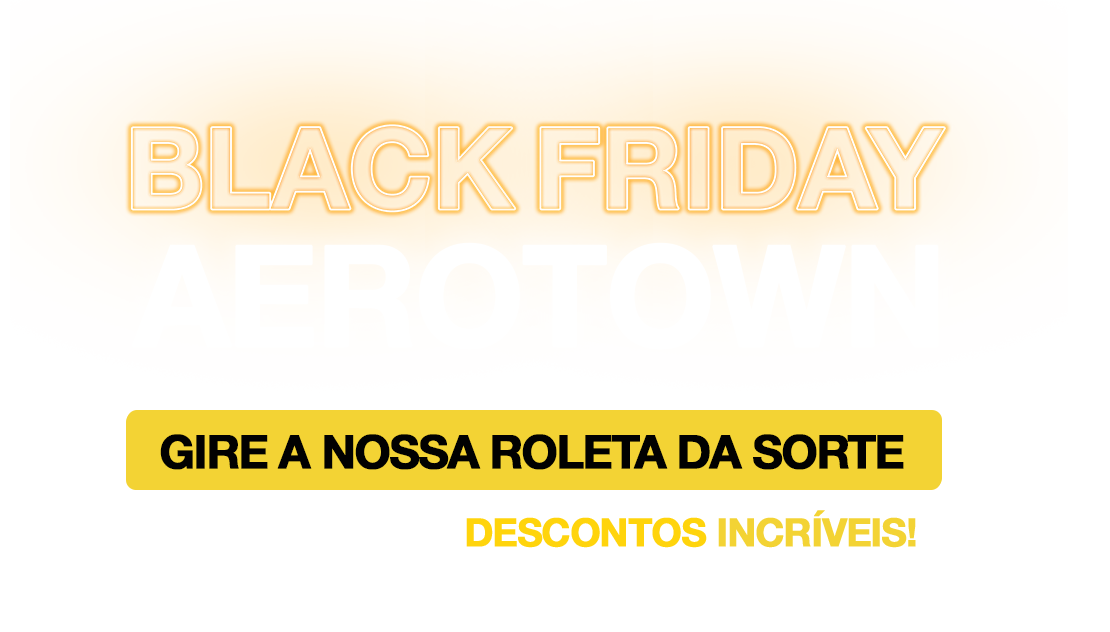 BLACK FRIDAY
AEROTOWN
GIRE A NOSSA ROLETA DA SORTE
DESCONTOS INCRÍVEIS!